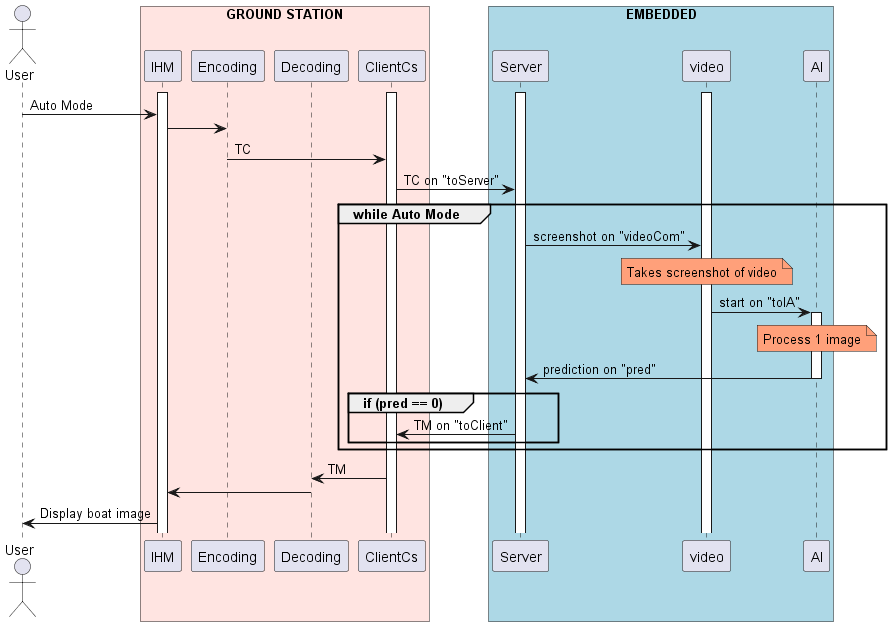 GROUND STATION
EMBEDDED
User
IHM
Encoding
Decoding
ClientCs
Server
video
AI
Auto Mode
TC
TC on "toServer"
while Auto Mode
screenshot on "videoCom"
Takes screenshot of video
start on "toIA"
Process 1 image
prediction on "pred"
if (pred == 0)
TM on "toClient"
TM
Display boat image
User
IHM
Encoding
Decoding
ClientCs
Server
video
AI